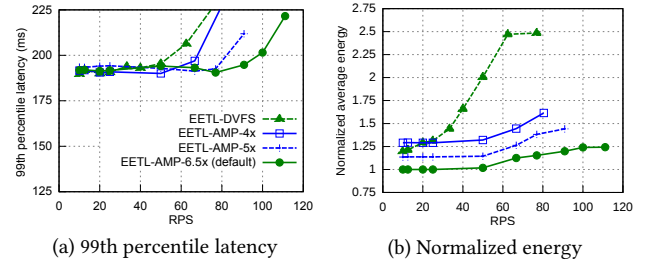 225
200
175
150
125
0 20 40 60 80 100 120
RPS
99th percentile latency (ms)
EETL-DVFS
EETL-AMP-4x
EETL-AMP-5x
EETL-AMP-6.5x (default)
(a) 99th percentile latency
2.75
2.5
2.25
2
1.75
1.5
1.25
1
0.75
0 20 40 60 80 100 120
RPS
Normalized average energy
(b) Normalized energy